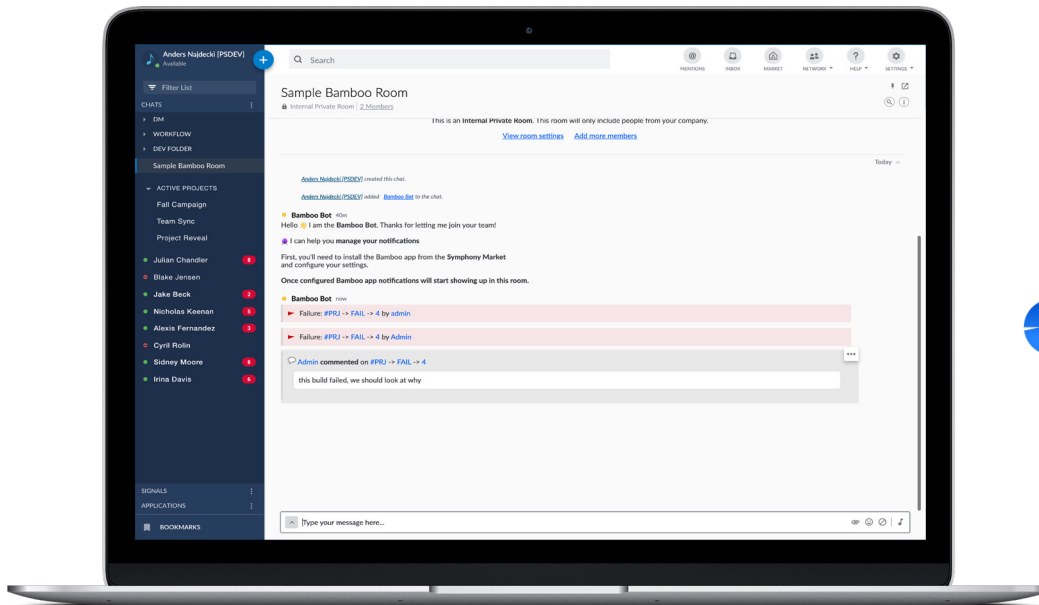 Anders Najdecki [PSDEV]
Available
Filter List
CHATS
DM
WORKFLOW
DEV FOLDER
Sample Bamboo Room
ACTIVE PROJECTS
Fall Campaign
Team Sync
Project Reveal
Julian Chandler 8
Blake Jensen
Jake Beck 2
Nicholas Keenan 5
Alexis Fernandez 3
Cyril Rolin
Sidney Moore 8
Irina Davis 6
SIGNALS
APPLICATIONS
BOOKMARKS
Search
MENTIONS INBOX MARKET NETWORK HELP SETTINGS
Sample Bamboo Room
Internal Private Room | 2 Members
This is an Internal Private Room. This room will only include people from your company.
View room settings Add more members
Today
Anders Najdecki [PSDEV] created this chat.
Anders Najdecki [PSDEV] added Bamboo Bot to the chat.
Bamboo Bot 40m
Hello 👋 I am the Bamboo Bot. Thanks for letting me join your team!
I can help you manage your notifications
First, you'll need to install the Bamboo app from the Symphony Market
and configure your settings.
Once configured Bamboo app notifications will start showing up in this room.
Bamboo Bot now
Failure: #PRJ -> FAIL -> 4 by admin
Failure: #PRJ -> FAIL -> 4 by Admin
Admin commented on #PRJ -> FAIL -> 4
this build failed, we should look at why
Type your message here...